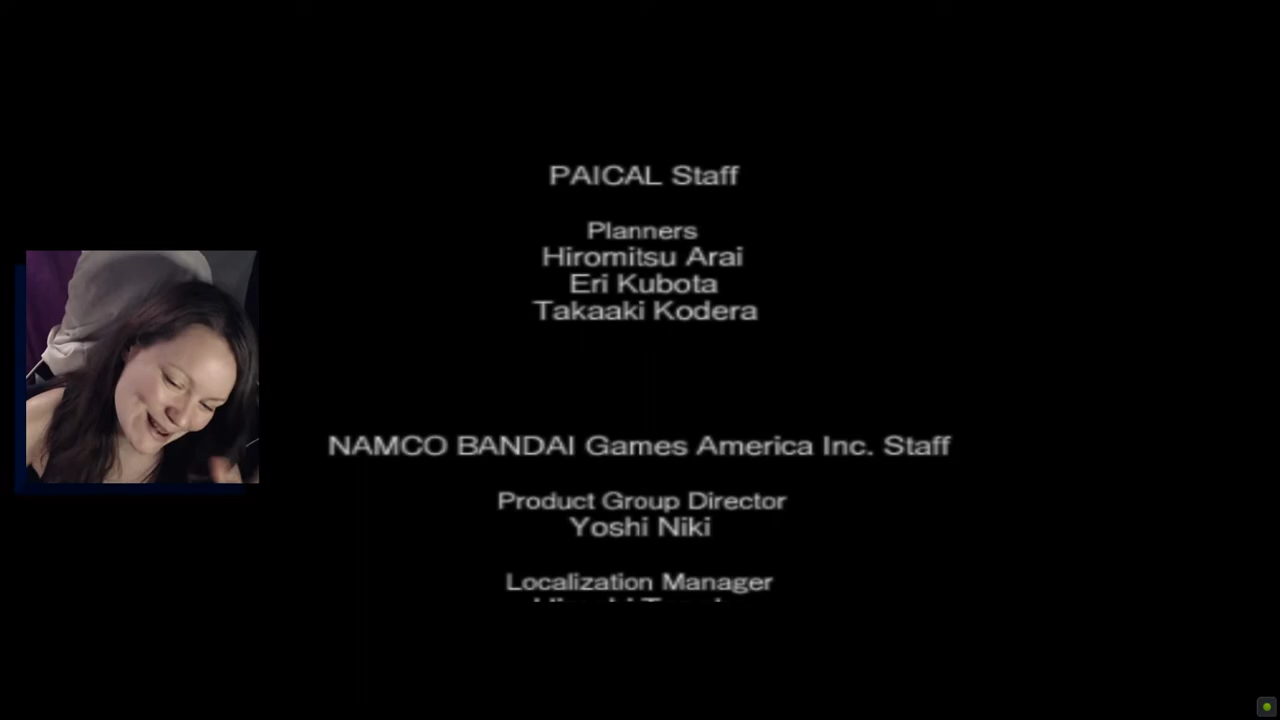 PAICAL Staff
Planners
Hiromitsu Arai
Eri Kubota
Takaaki Kodera
NAMCO BANDAI Games America Inc. Staff
Product Group Director
Yoshi Niki
Localization Manager